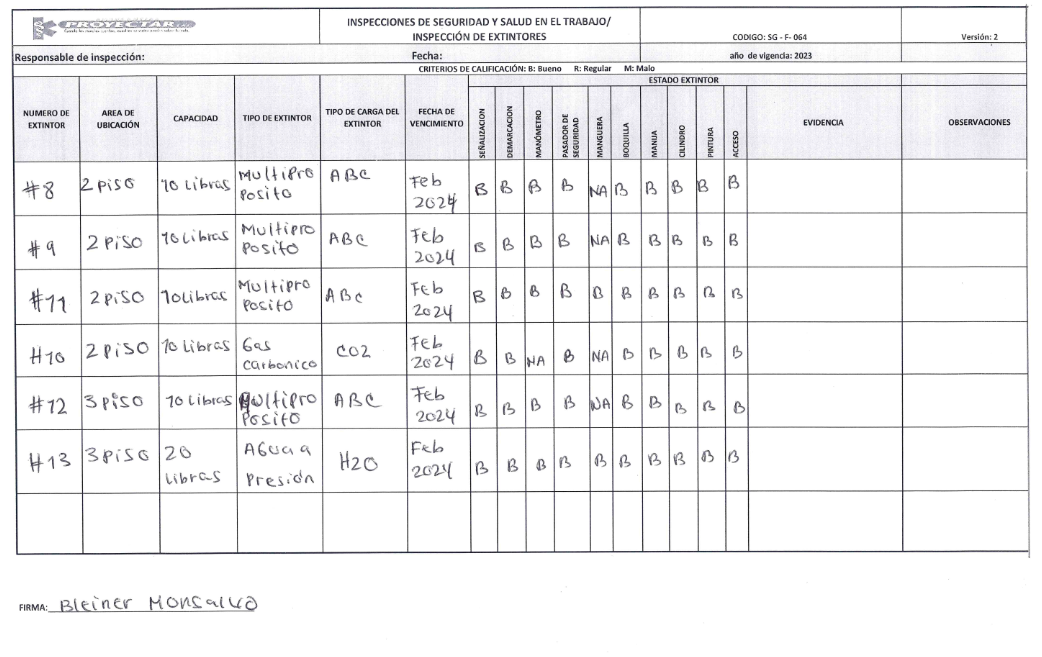 PROYECTAR
INSPECCIONES DE SEGURIDAD Y SALUD EN EL TRABAJO/
INSPECCIÓN DE EXTINTORES
CODIGO: SG - F- 064
Versión: 2
Responsable de inspección:
Fecha:
año de vigencia: 2023
CRITERIOS DE CALIFICACIÓN: B: Bueno R: Regular M: Malo
ESTADO EXTINTOR
NUMERO DE EXTINTOR AREA DE UBICACIÓN CAPACIDAD TIPO DE EXTINTOR TIPO DE CARGA DEL EXTINTOR FECHA DE VENCIMIENTO SEÑALIZACION DEMARCACION MANÓMETRO PASADOR DE SEGURIDAD MANGUERA BOQUILLA MANIJA CILINDRO PINTURA ACCESO EVIDENCIA OBSERVACIONES
#8 2 Piso 10 Libras Multipro Posito ABC Feb 2024 B B B B NA B B B B B
#9 2 Piso 10 Libras Multipro Posito ABC Feb 2024 B B B B NA B B B B B
#11 2 Piso 10 Libras Multipro Posito ABC Feb 2024 B B B B B B B B B B
#10 2 Piso 10 Libras Gas carbonico CO2 Feb 2024 B B NA B NA B B B B B
#12 3 Piso 10 Libras Multipro Posito ABC Feb 2024 B B B B NA B B B B B
#13 3 Piso 20 Libras Agua a Presión H2O Feb 2024 B B B B B B B B B B
FIRMA: Bleiner Monsalvo